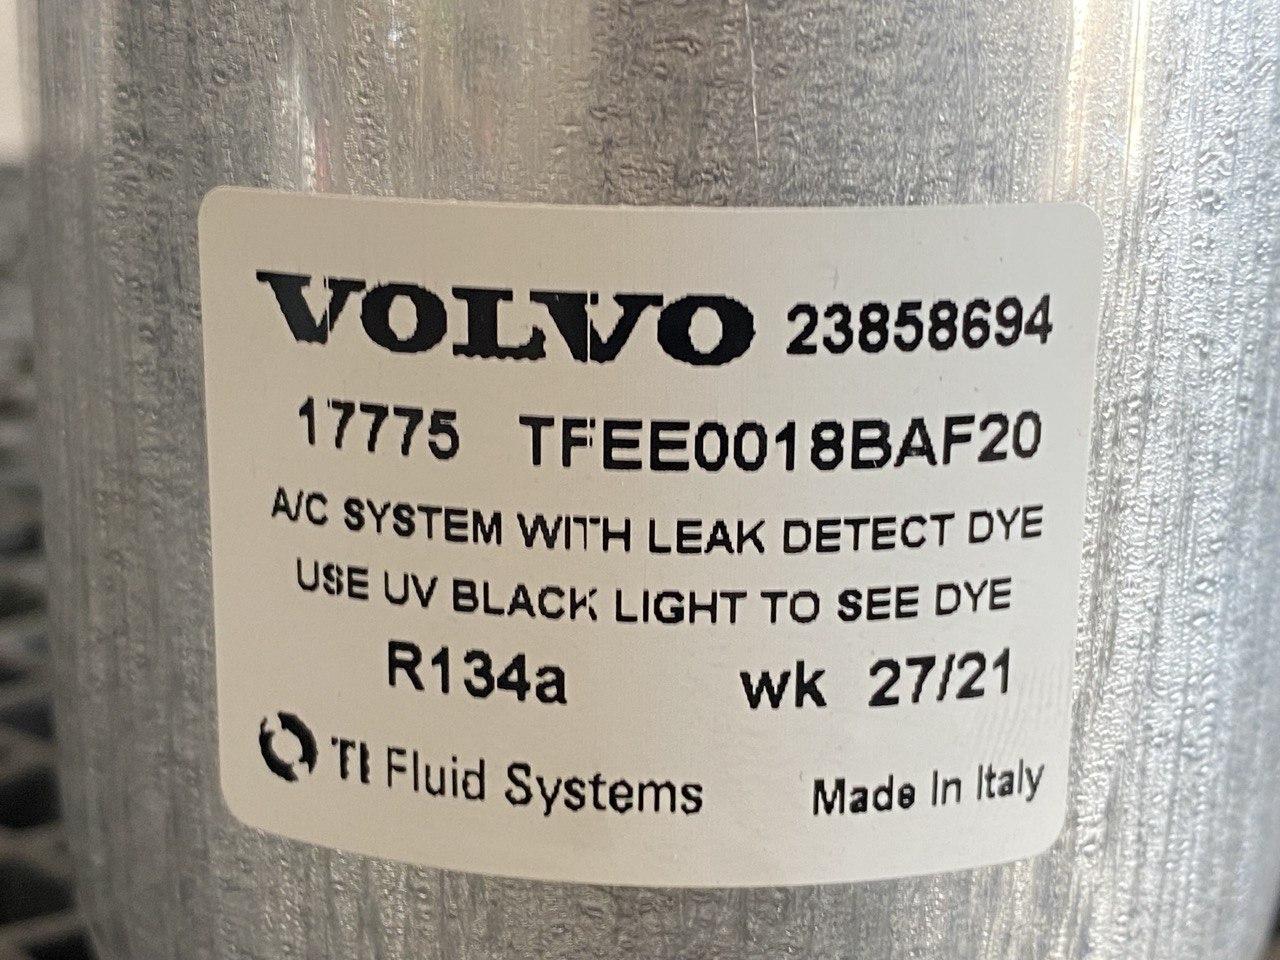 VOLVO 23858694
17775 TFEE0018BAF20
A/C SYSTEM WITH LEAK DETECT DYE
USE UV BLACK LIGHT TO SEE DYE
R134a wk 27/21
TI Fluid Systems Made In Italy